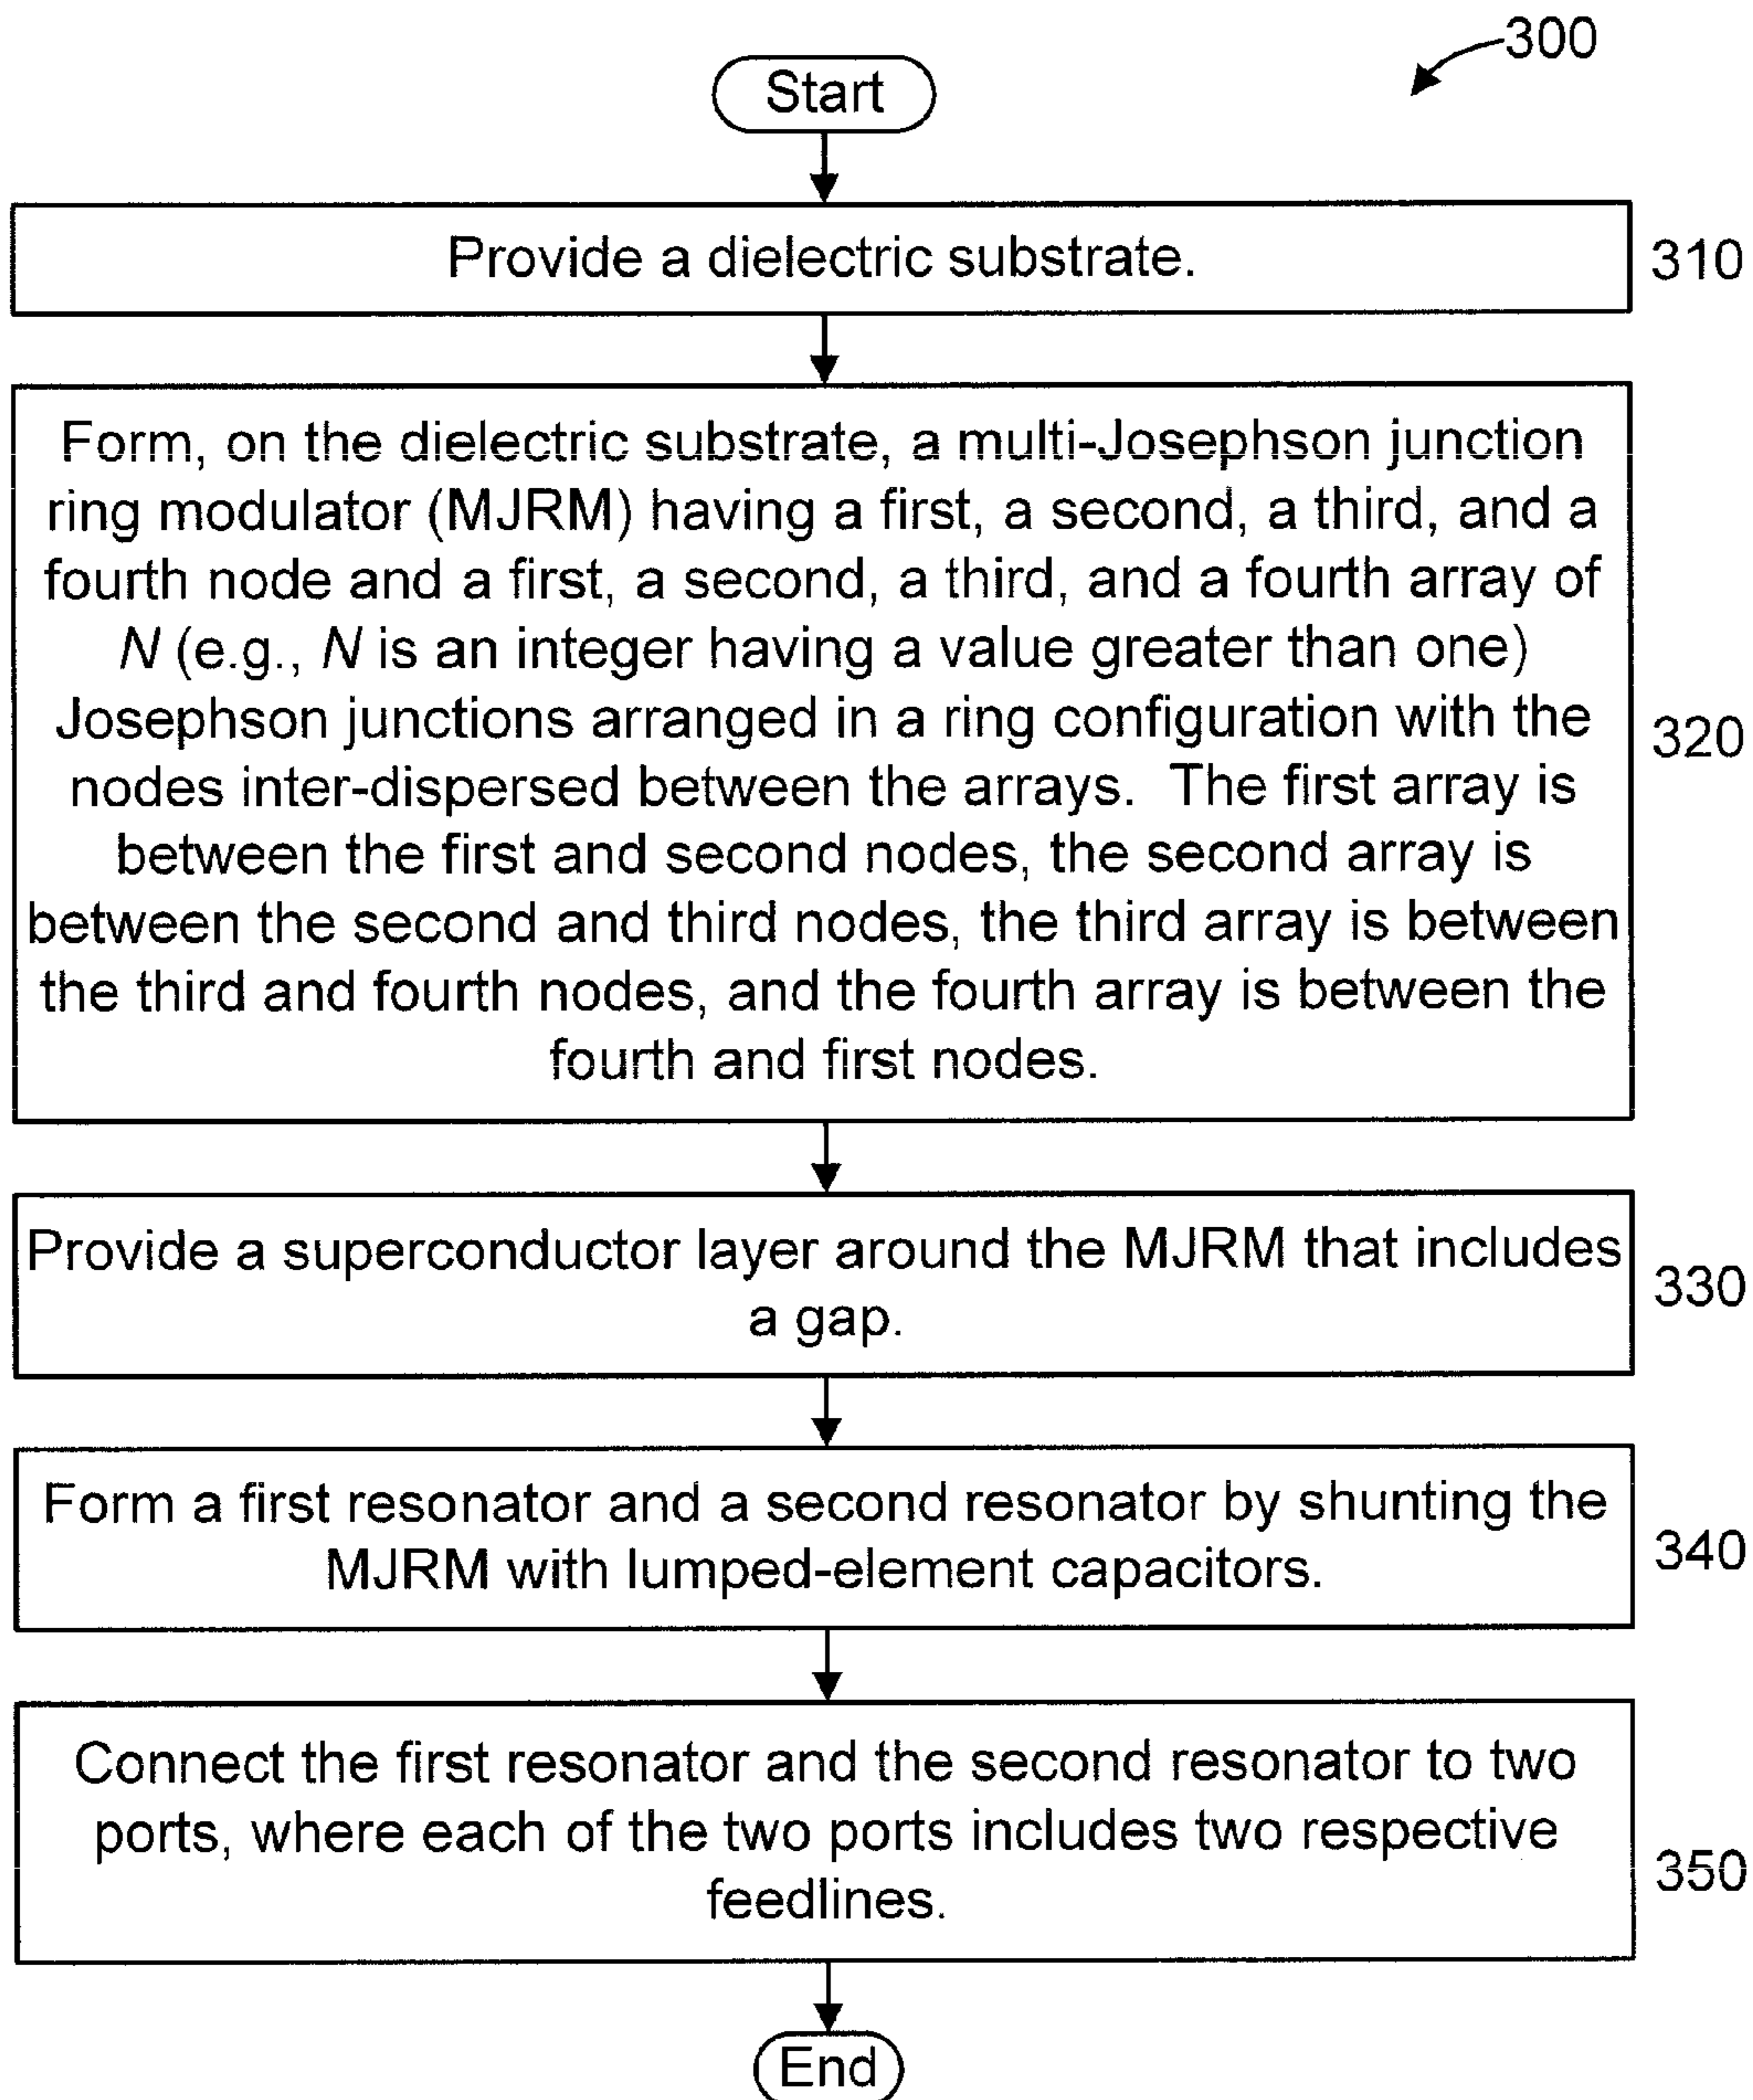 300
Start
Provide a dielectric substrate.
310
Form, on the dielectric substrate, a multi-Josephson junction
ring modulator (MJRM) having a first, a second, a third, and a
fourth node and a first, a second, a third, and a fourth array of
N (e.g., N is an integer having a value greater than one)
Josephson junctions arranged in a ring configuration with the
nodes inter-dispersed between the arrays. The first array is
between the first and second nodes, the second array is
between the second and third nodes, the third array is between
the third and fourth nodes, and the fourth array is between the
fourth and first nodes.
320
Provide a superconductor layer around the MJRM that includes
a gap.
330
Form a first resonator and a second resonator by shunting the
MJRM with lumped-element capacitors.
340
Connect the first resonator and the second resonator to two
ports, where each of the two ports includes two respective
feedlines.
350
End